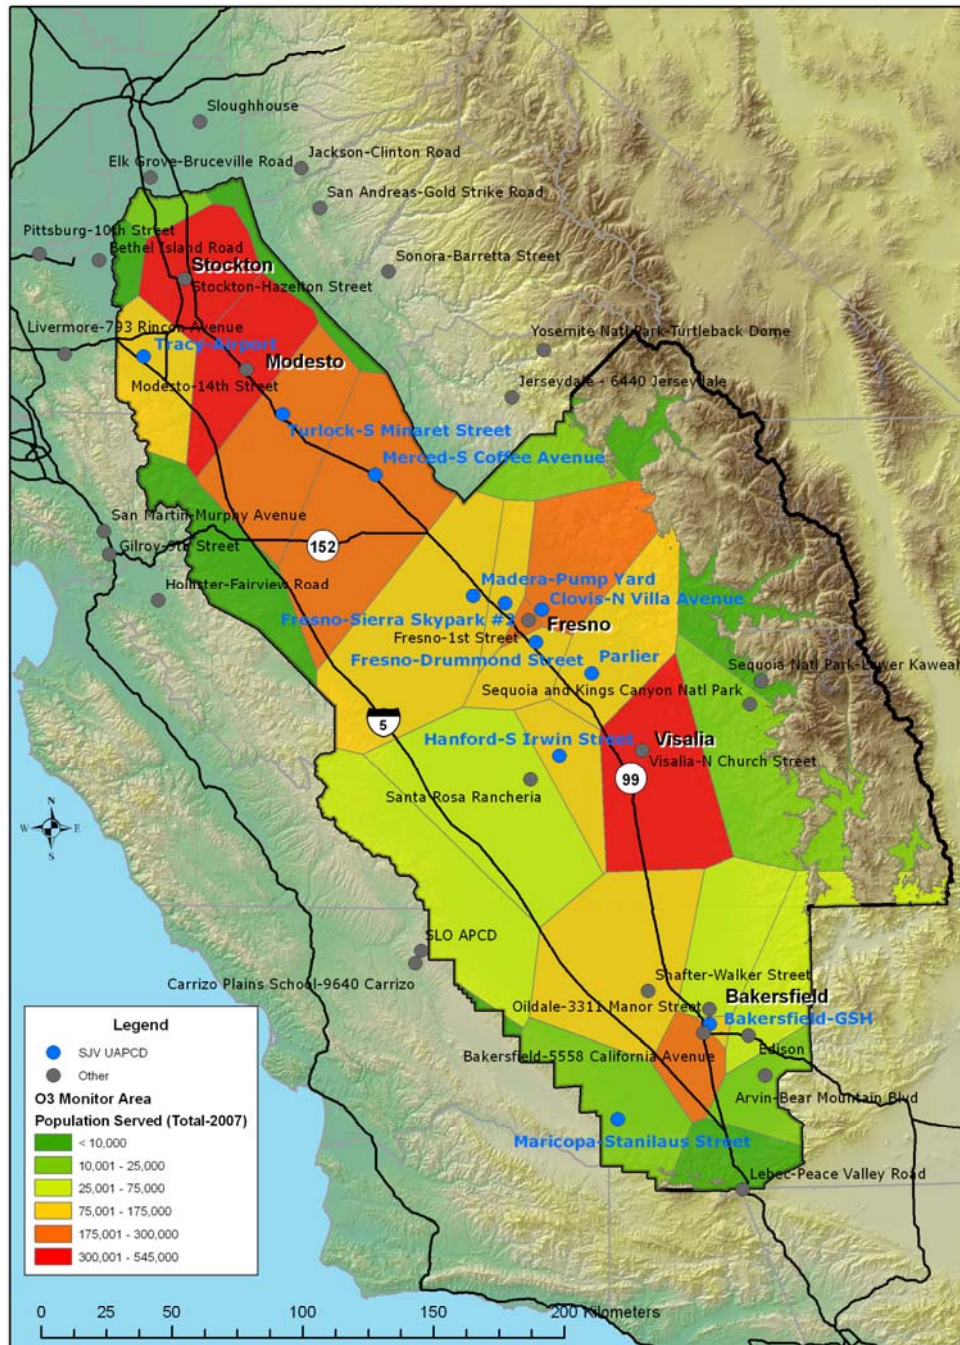 Sloughhouse
Jackson-Clinton Road
Elk Grove-Bruceville Road
San Andreas-Gold Strike Road
Pittsburg-10th Street
Bethel Island Road
Sonora-Barretta Street
Stockton
Stockton-Hazelton Street
Livermore-793 Rincon Avenue
Yosemite Natl Park-Turtleback Dome
Tracy-Airport
Modesto
Modesto-14th Street
Jerseydale - 6440 Jerseydale
Turlock-S Minaret Street
Merced-S Coffee Avenue
San Martin-Murphy Avenue
152
Gilroy-9th Street
Hollister-Fairview Road
Madera-Pump Yard
Clovis-N Villa Avenue
Fresno-Sierra Skypark #2
Fresno
Fresno-1st Street
Fresno-Drummond Street
Parlier
Sequoia Natl Park-Lower Kaweah
Sequoia and Kings Canyon Natl Park
5
Hanford-S Irwin Street
Visalia
Visalia-N Church Street
99
Santa Rosa Rancheria
N
W E
S
SLO APCD
Carrizo Plains School-9640 Carrizo
Shafter-Walker Street
Bakersfield
Oildale-3311 Manor Street
Bakersfield-GSH
Edison
Bakersfield-5558 California Avenue
Arvin-Bear Mountain Blvd
Maricopa-Stanilaus Street
Lebec-Peace Valley Road
Legend
SJV UAPCD
Other
O3 Monitor Area
Population Served (Total-2007)
< 10,000
10,001 - 25,000
25,001 - 75,000
75,001 - 175,000
175,001 - 300,000
300,001 - 545,000
0 25 50 100 150 200 Kilometers